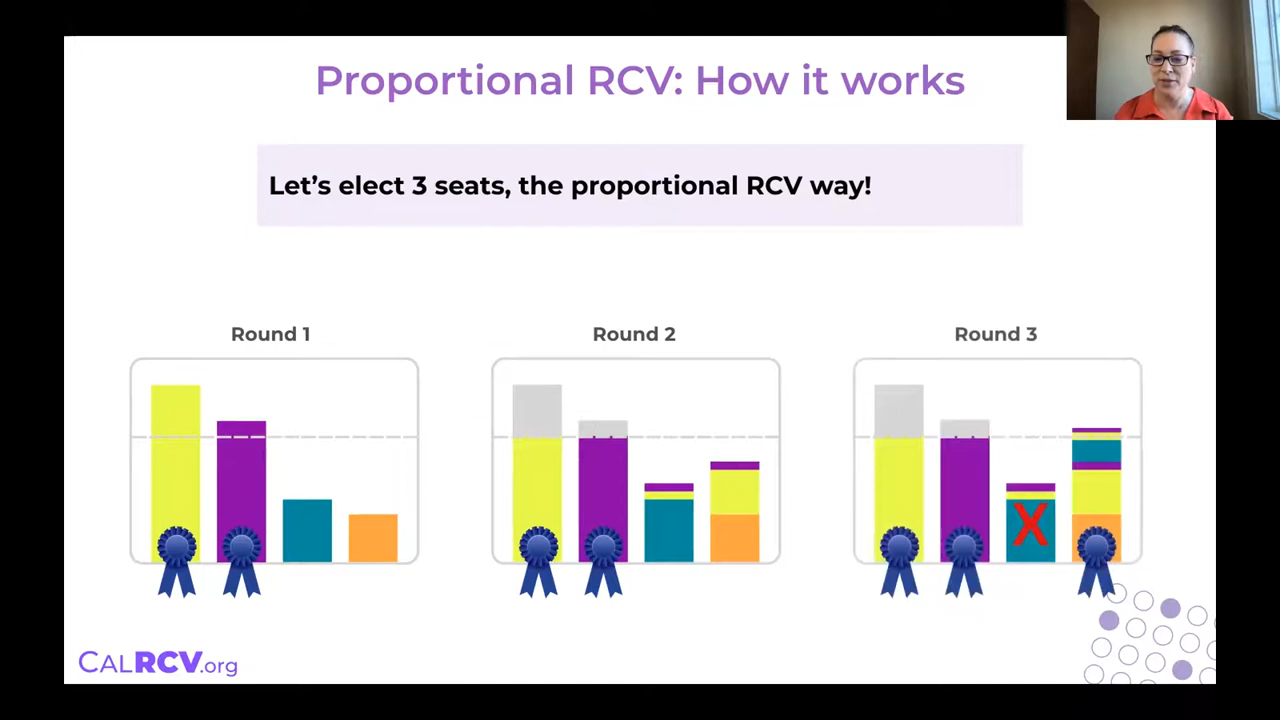 Proportional RCV: How it works
Let's elect 3 seats, the proportional RCV way!
Round 1
Round 2
Round 3
X
CALRCV.org